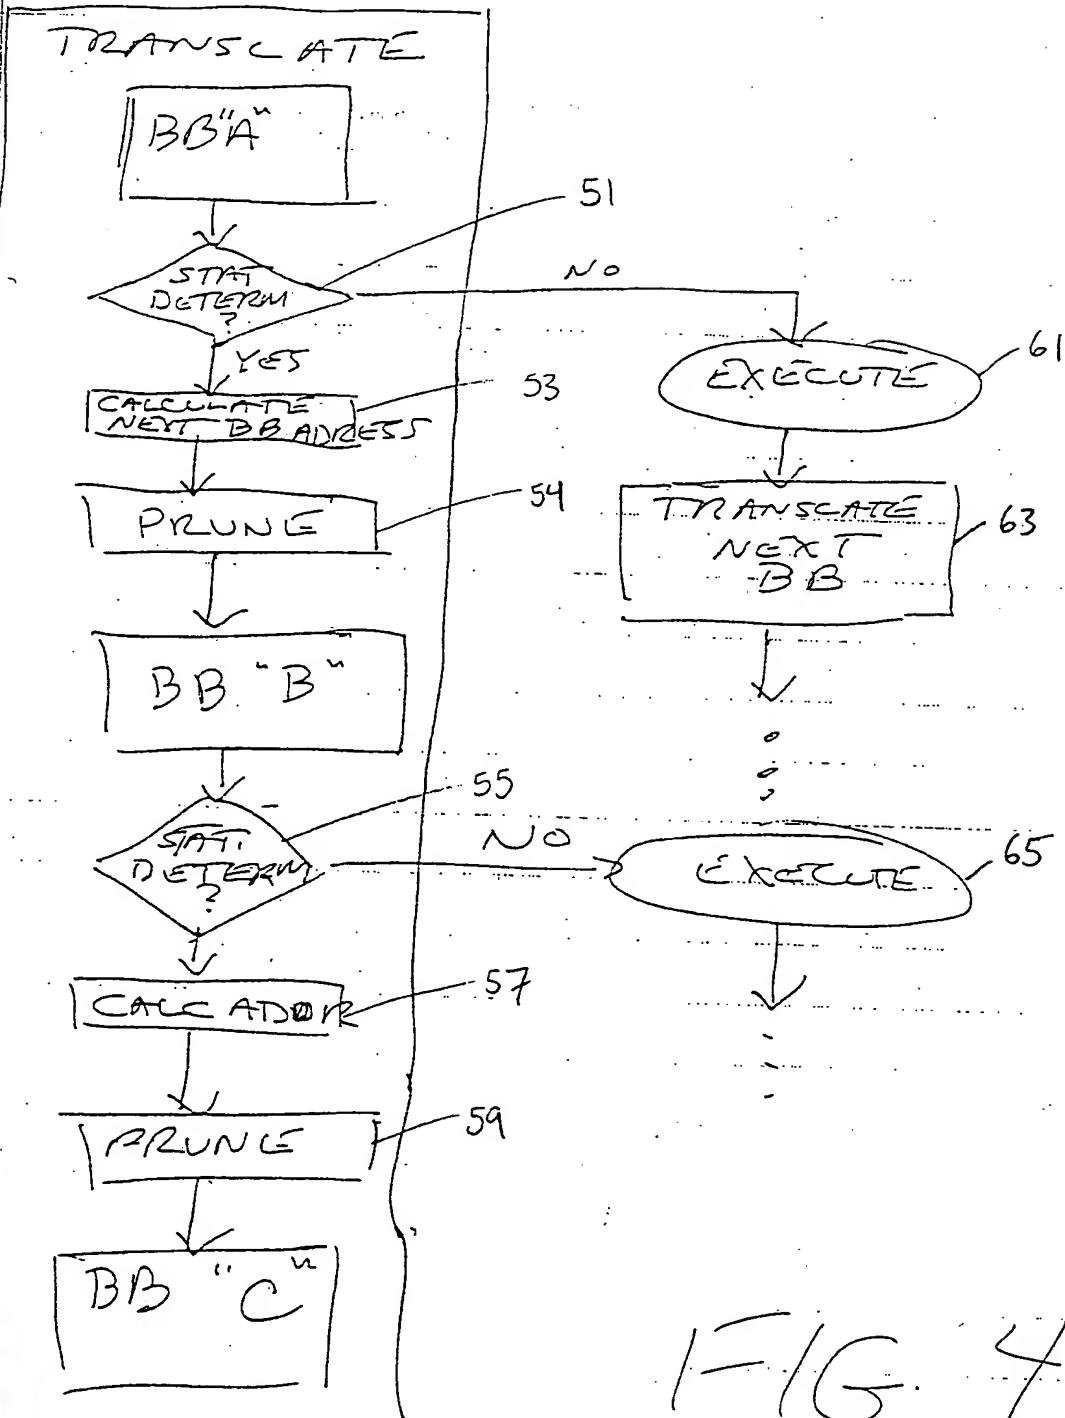 TRANSLATE
BB "A"
51
STAT
DETERM
?
NO
YES
EXECUTE
61
CALCULATE
NEXT BB ADRESS
53
PRUNE
54
TRANSLATE
NEXT
BB
63
BB "B"
55
STAT.
DETERM
?
NO
EXECUTE
65
CALC ADDR
57
PRUNE
59
BB "C"
FIG. 4